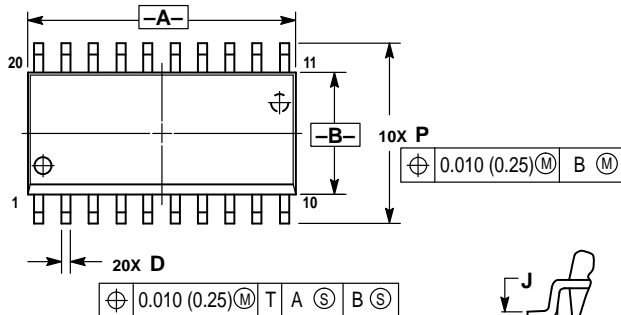 –A–
20 11
–B–
10X P
⌖ 0.010 (0.25) Ⓜ B Ⓜ
1 10
20X D
J
⌖ 0.010 (0.25) Ⓜ T A Ⓢ B Ⓢ